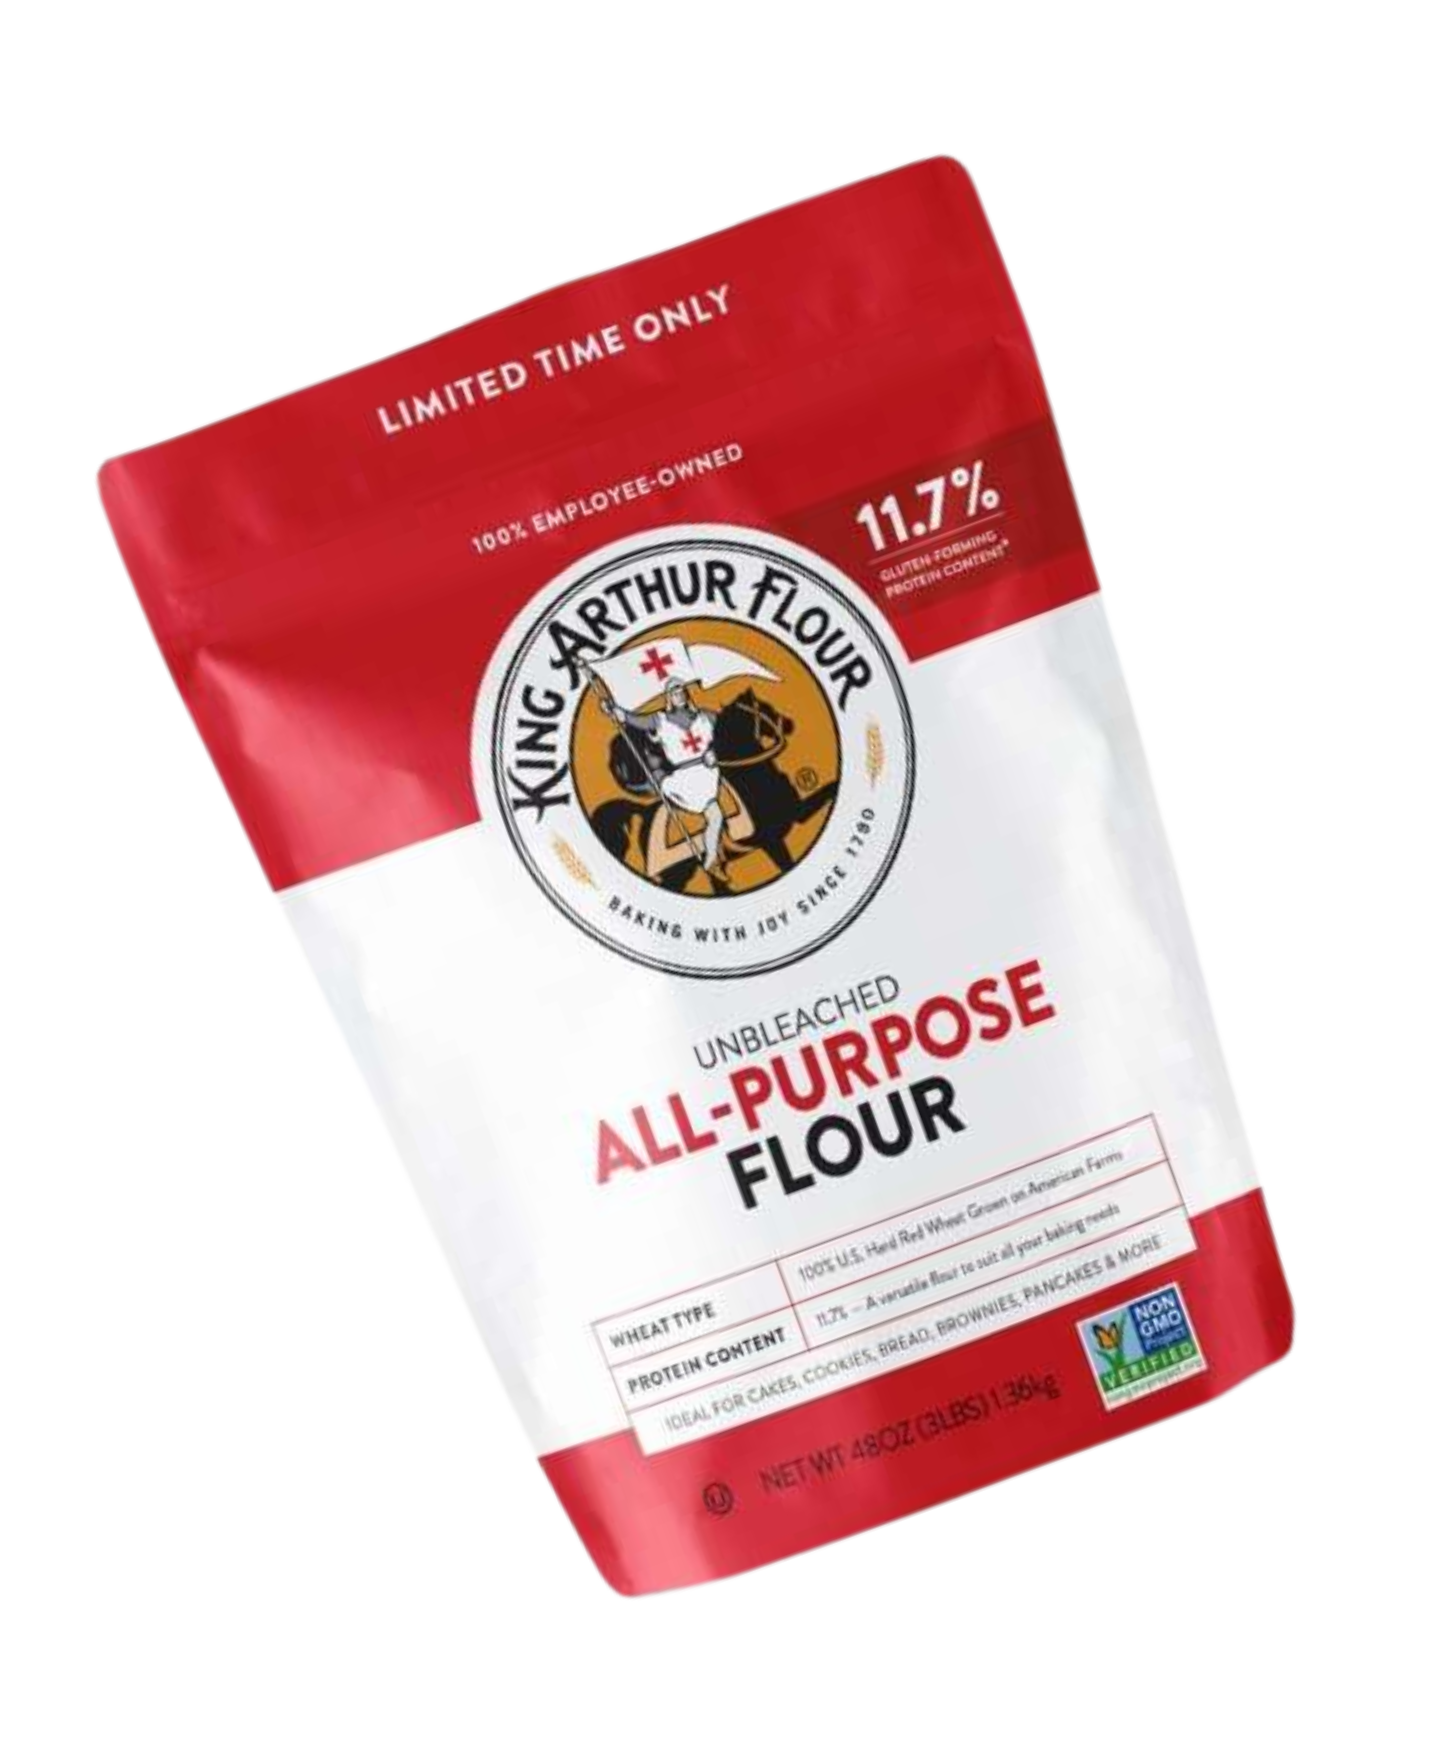 LIMITED TIME ONLY
100% EMPLOYEE-OWNED
11.7%
GLUTEN-FORMING
PROTEIN CONTENT*
KING ARTHUR FLOUR
®
BAKING WITH JOY SINCE 1790
UNBLEACHED
ALL-PURPOSE
FLOUR
WHEAT TYPE 100% U.S. Hard Red Wheat Grown on American Farms
PROTEIN CONTENT 11.7% — A versatile flour to suit all your baking needs
IDEAL FOR CAKES, COOKIES, BREAD, BROWNIES, PANCAKES & MORE
NON
GMO
Project
VERIFIED
nongmoproject.org
U NET WT 48OZ (3LBS) 1.36kg